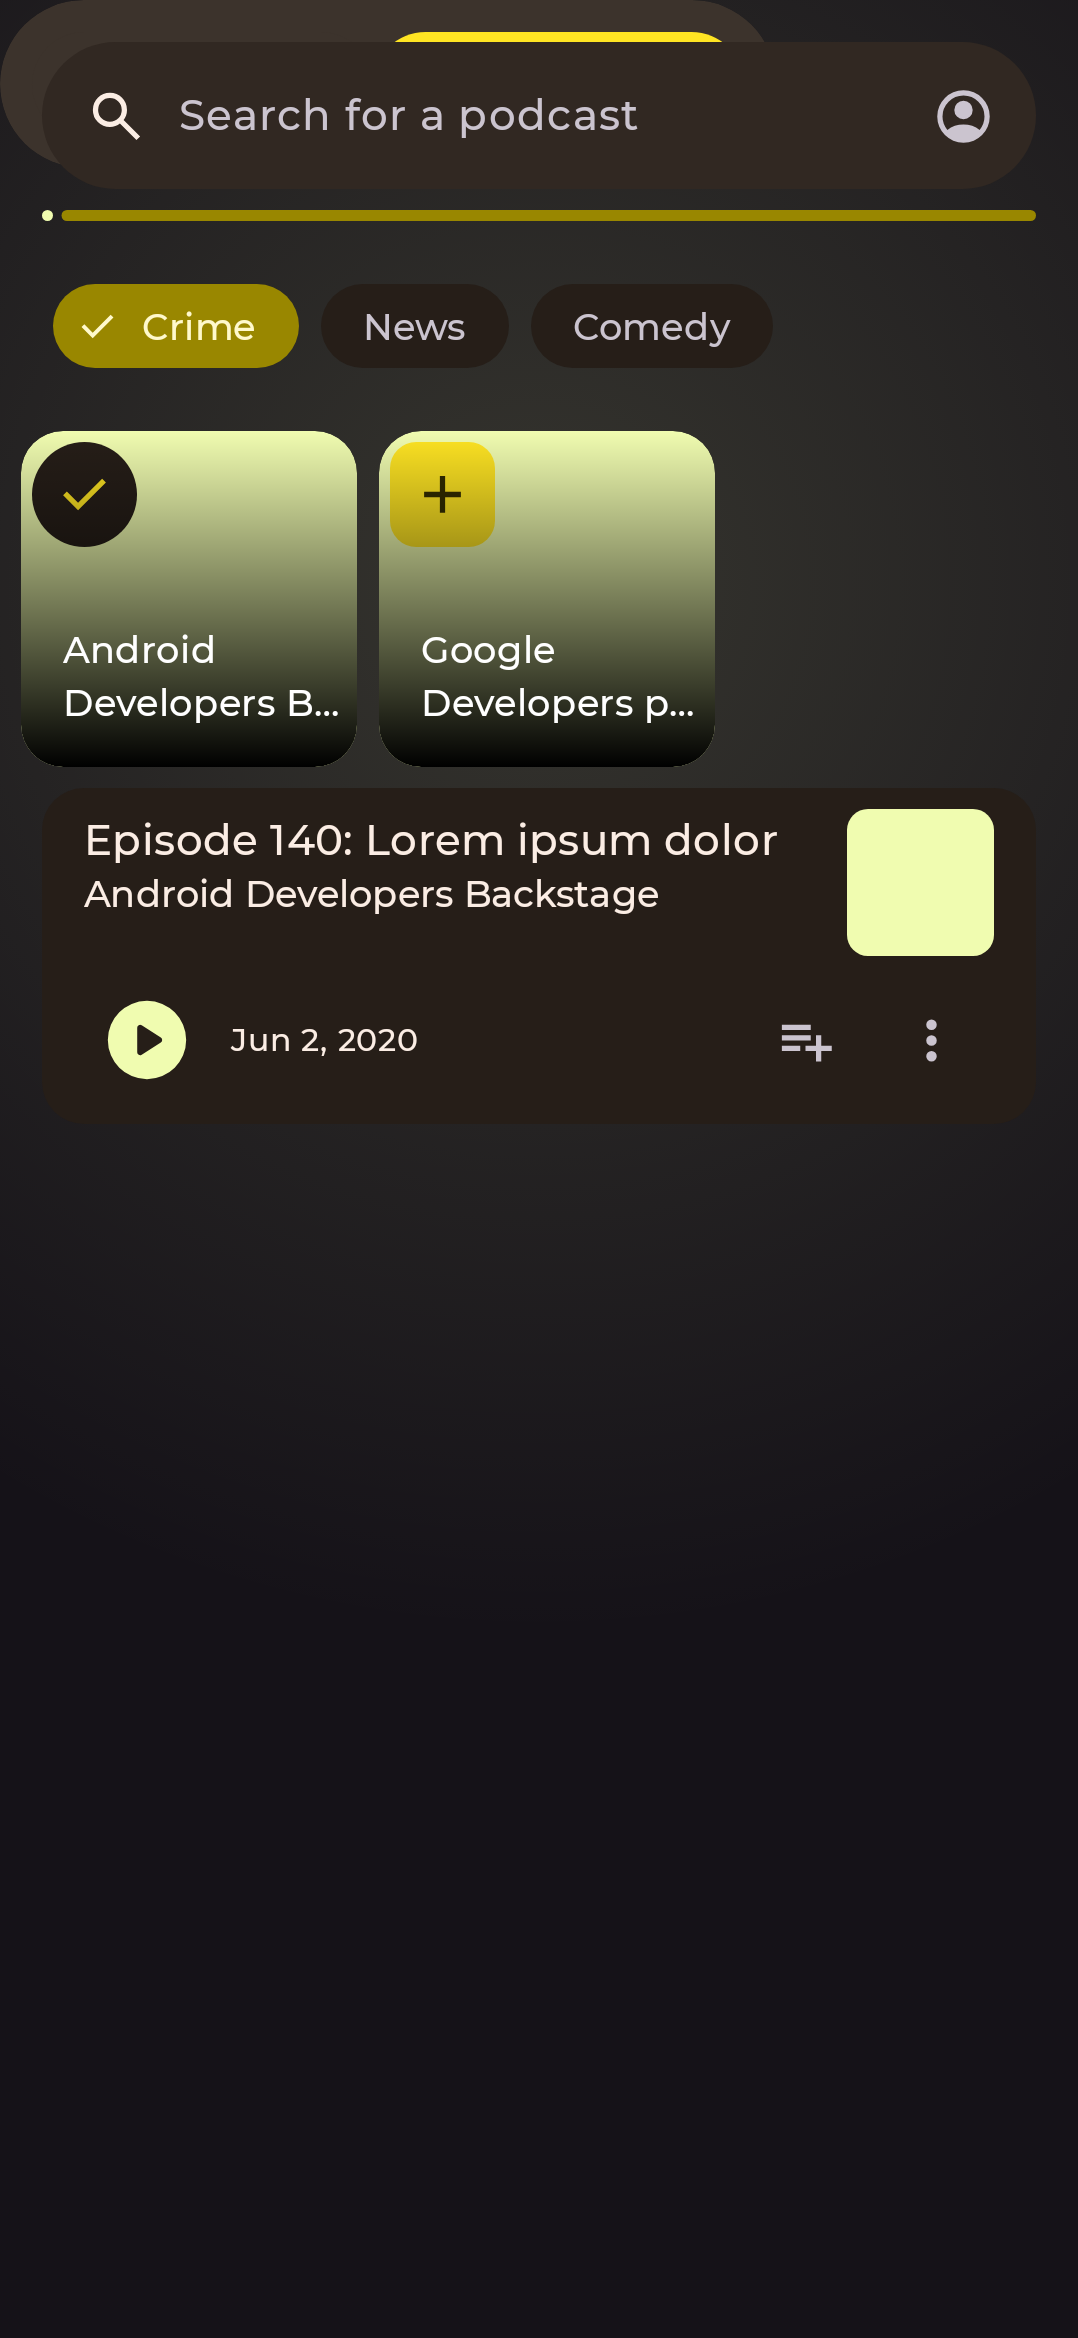 Search for a podcast
Crime
News
Comedy
Android
Developers B...
Google
Developers p...
Episode 140: Lorem ipsum dolor
Android Developers Backstage
Jun 2, 2020